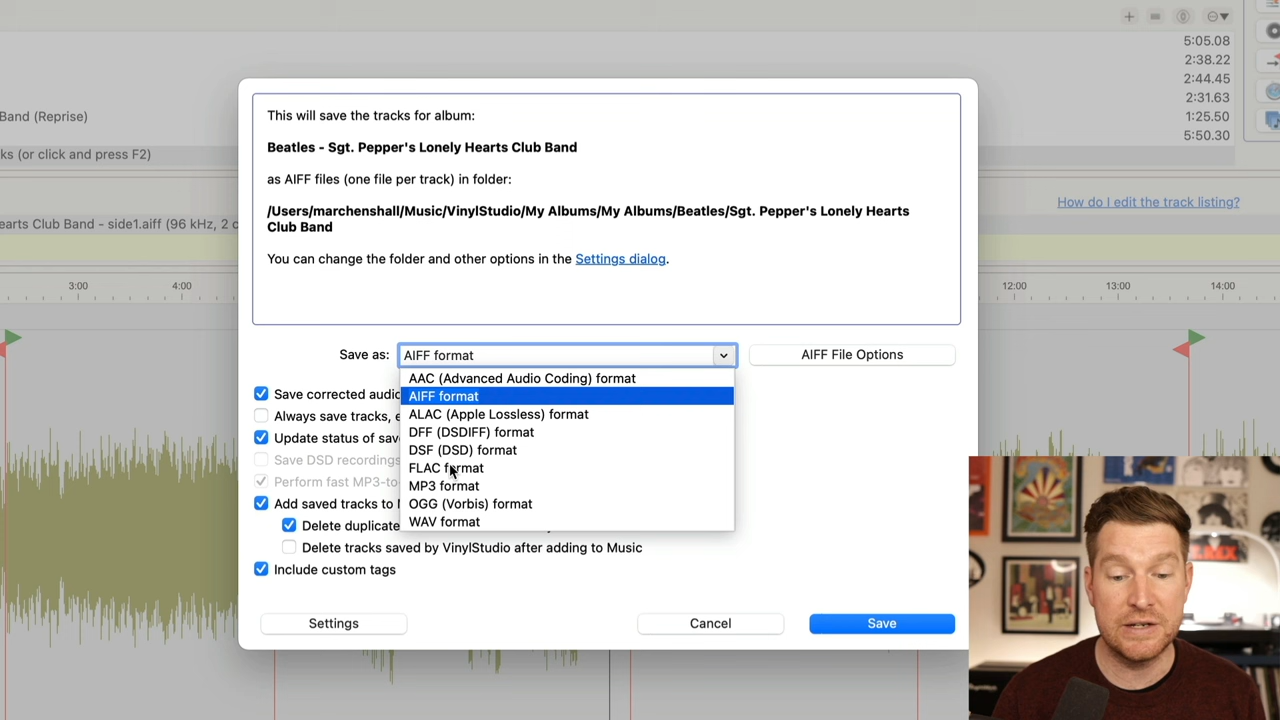 5:05.08
2:38.22
2:44.45
2:31.63
Band (Reprise)
1:25.50
5:50.30
ks (or click and press F2)
How do I edit the track listing?
earts Club Band - side1.aiff (96 kHz, 2 c
3:00
4:00
12:00
13:00
14:00
This will save the tracks for album:
Beatles - Sgt. Pepper's Lonely Hearts Club Band
as AIFF files (one file per track) in folder:
/Users/marchenshall/Music/VinylStudio/My Albums/My Albums/Beatles/Sgt. Pepper's Lonely Hearts
Club Band
You can change the folder and other options in the Settings dialog.
Save as: AIFF format
AIFF File Options
AAC (Advanced Audio Coding) format
AIFF format
ALAC (Apple Lossless) format
DFF (DSDIFF) format
DSF (DSD) format
FLAC format
MP3 format
OGG (Vorbis) format
WAV format
Save corrected audio
Always save tracks, e
Update status of sav
Save DSD recordings
Perform fast MP3-to-
Add saved tracks to
Delete duplicate
Delete tracks saved by VinylStudio after adding to Music
Include custom tags
Settings
Cancel
Save